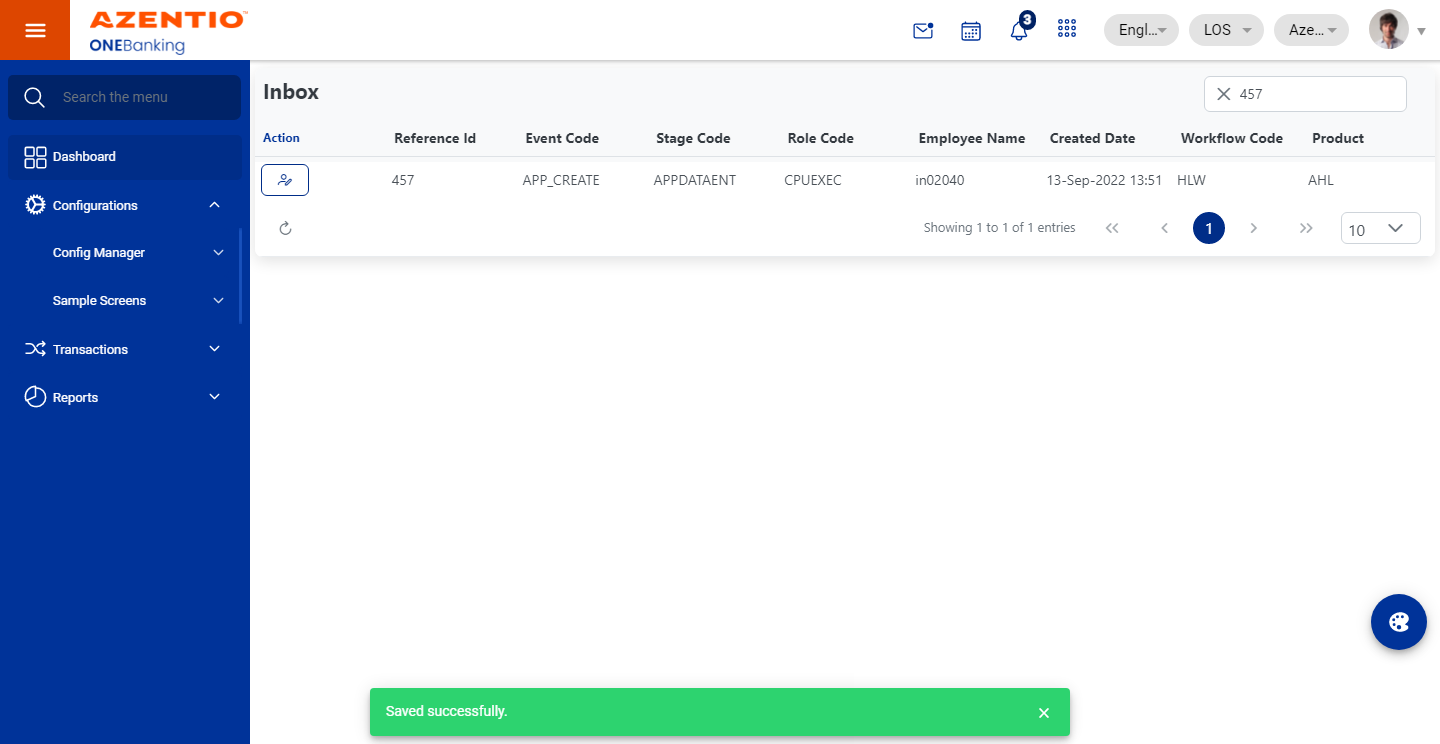 AZENTIO™
ONEBanking
3
Engl...
LOS
Aze...
Search the menu
Dashboard
Configurations
Config Manager
Sample Screens
Transactions
Reports
Inbox
457
Action Reference Id Event Code Stage Code Role Code Employee Name Created Date Workflow Code Product
457 APP_CREATE APPDATAENT CPUEXEC in02040 13-Sep-2022 13:51 HLW AHL
Showing 1 to 1 of 1 entries
1
10
Saved successfully.